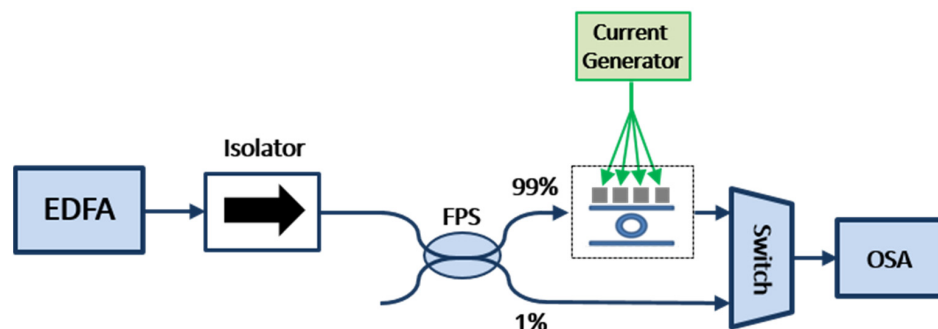 Current
Generator
Isolator
EDFA
FPS
99%
1%
Switch
OSA